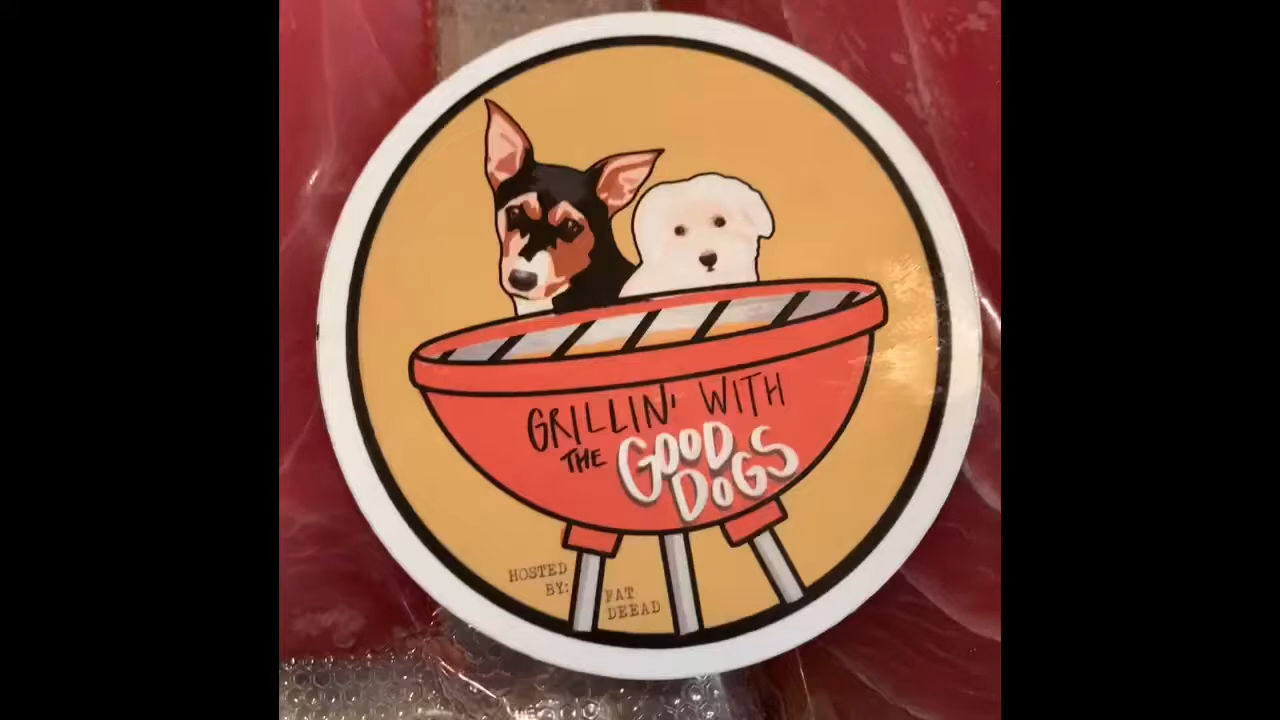 GRILLIN' WITH
THE GOOD
DOGS
HOSTED
BY:
FAT
DEEAD